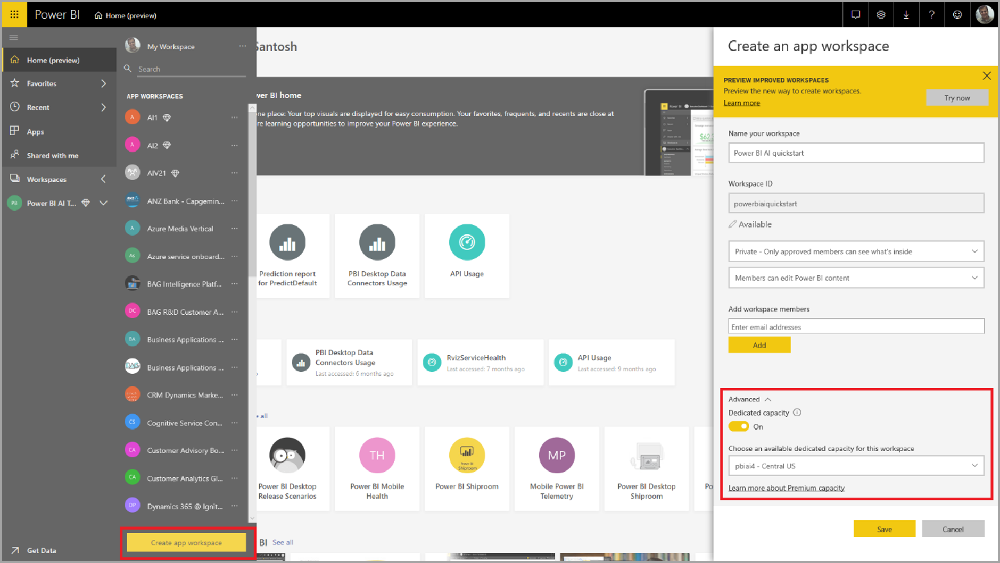 Power BI
Home (preview)
Home (preview)
Favorites
Recent
Apps
Shared with me
Workspaces
PB
Power BI AI T...
Get Data
My Workspace
Search
APP WORKSPACES
A
AI1
A
AI2
AIV21
ANZ
ANZ Bank - Capgemin...
A
Azure Media Vertical
As
Azure service onboard...
BAG Intelligence Platf...
DC
BAG R&D Customer A...
BA
Business Applications ...
BAG
Business Applications ...
CRM Dynamics Marke...
CS
Cognitive Service Con...
CA
Customer Advisory Bo...
CA
Customer Analytics Gl...
DP
Dynamics 365 @ Ignit...
Create app workspace
Santosh
wer BI home
one place: Your top visuals are displayed for easy consumption. Your favorites, frequents, and recents are close at
re learning opportunities to improve your Power BI experience.
Prediction report
for PredictDefault
PBI Desktop Data
Connectors Usage
API Usage
PBI Desktop Data
Connectors Usage
Last accessed: 6 months ago
RvizServiceHealth
Last accessed: 7 months ago
API Usage
Last accessed: 9 months ago
e all
Power BI Desktop
Release Scenarios
TH
Power BI Mobile
Health
Power BI
Shiproom
Power BI Shiproom
MP
Mobile Power BI
Telemetry
Power BI Desktop
Shiproom
Po
BI
See all
Create an app workspace
PREVIEW IMPROVED WORKSPACES
Preview the new way to create workspaces.
Learn more
Try now
Name your workspace
Power BI AI quickstart
Workspace ID
powerbiaiquickstart
Available
Private - Only approved members can see what's inside
Members can edit Power BI content
Add workspace members
Enter email addresses
Add
Advanced
Dedicated capacity
On
Choose an available dedicated capacity for this workspace
pbiai4 - Central US
Learn more about Premium capacity
Save
Cancel